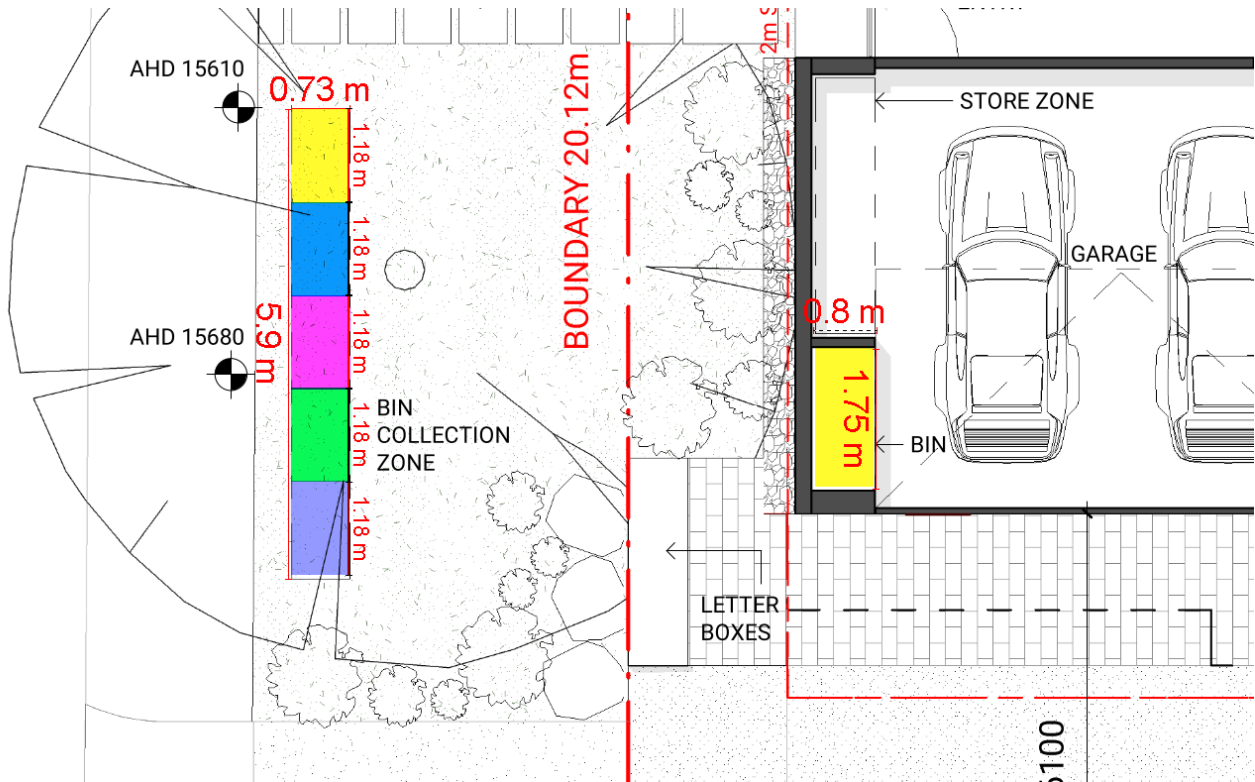 AHD 15610
0.73 m
1.18 m
1.18 m
1.18 m
1.18 m
1.18 m
5.9 m
AHD 15680
BIN
COLLECTION
ZONE
BOUNDARY 20.12m
2m
STORE ZONE
GARAGE
0.8 m
1.75 m
BIN
LETTER
BOXES